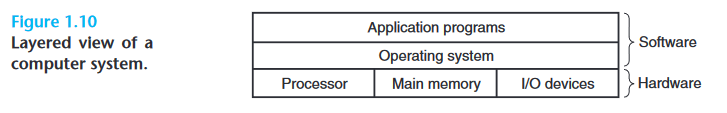 Figure 1.10
Layered view of a
computer system.
Application programs
Operating system
Software
Processor Main memory I/O devices
Hardware